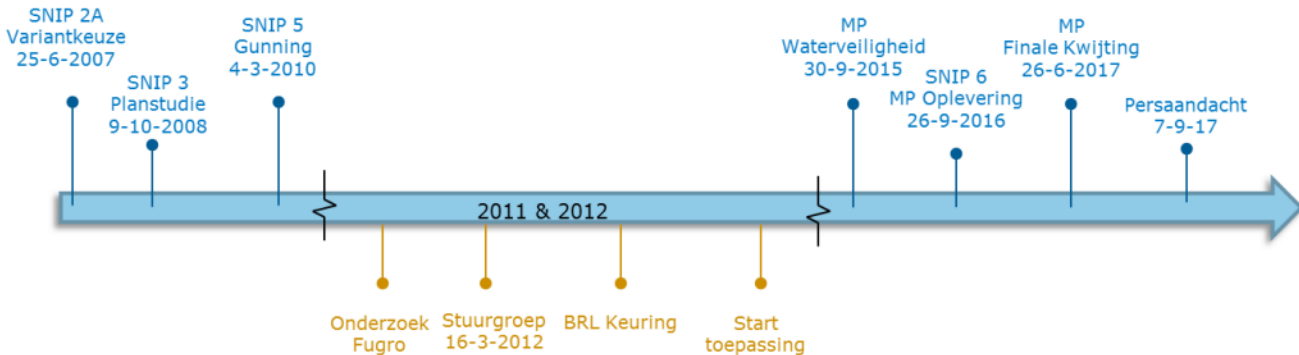 SNIP 2A
Variantkeuze
25-6-2007
SNIP 3
Planstudie
9-10-2008
SNIP 5
Gunning
4-3-2010
MP
Waterveiligheid
30-9-2015
SNIP 6
MP Oplevering
26-9-2016
MP
Finale Kwijting
26-6-2017
Persaandacht
7-9-17
2011 & 2012
Onderzoek
Fugro
Stuurgroep
16-3-2012
BRL Keuring
Start
toepassing